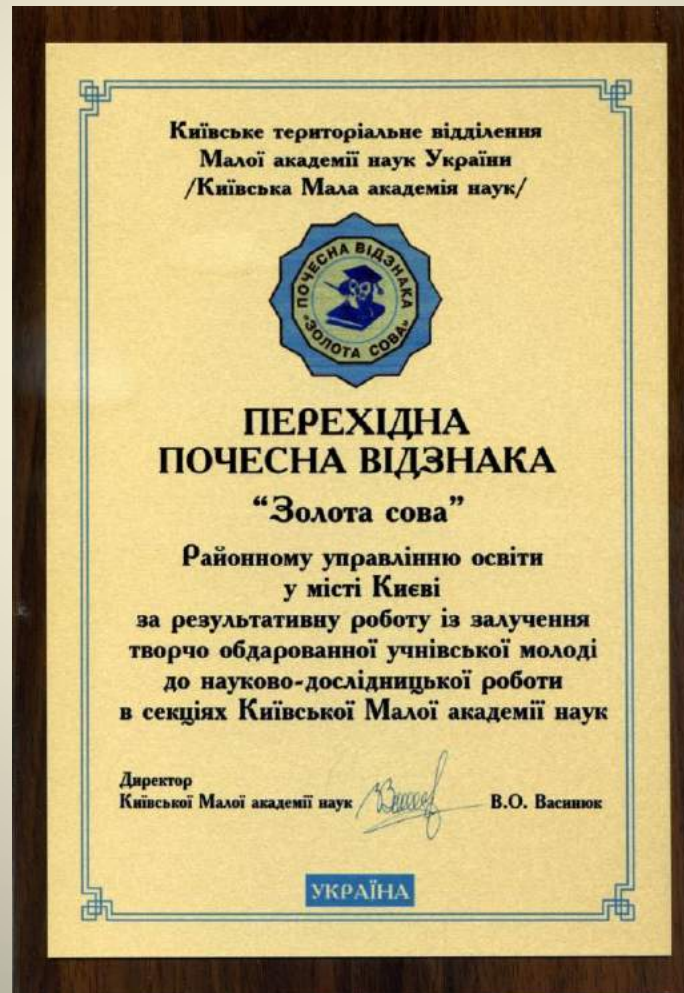 Київське територіальне відділення
Малої академії наук України
/Київська Мала академія наук/
ПОЧЕСНА ВІДЗНАКА
«ЗОЛОТА СОВА»
ПЕРЕХІДНА
ПОЧЕСНА ВІДЗНАКА
“Золота сова”
Районному управлінню освіти
у місті Києві
за результативну роботу із залучення
творчо обдарованної учнівської молоді
до науково-дослідницької роботи
в секціях Київської Малої академії наук
Директор
Київської Малої академії наук В.О. Васинюк
УКРАЇНА